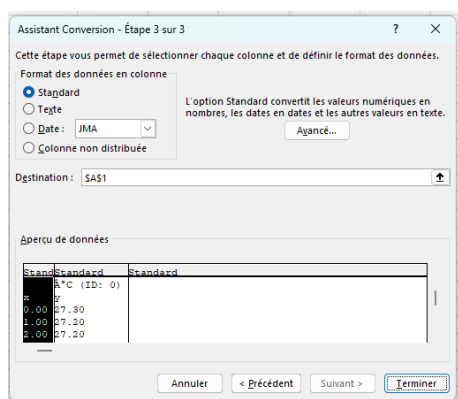 Assistant Conversion - Étape 3 sur 3 ? ×
Cette étape vous permet de sélectionner chaque colonne et de définir le format des données.
Format des données en colonne
Standard
Texte
Date : JMA
Colonne non distribuée
L'option Standard convertit les valeurs numériques en
nombres, les dates en dates et les autres valeurs en texte.
Avancé...
Destination : $A$1
Aperçu de données
Stand Standard Standard
Â°C (ID: 0)
x y
0.00 27.30
1.00 27.20
2.00 27.20
Annuler < Précédent Suivant > Terminer